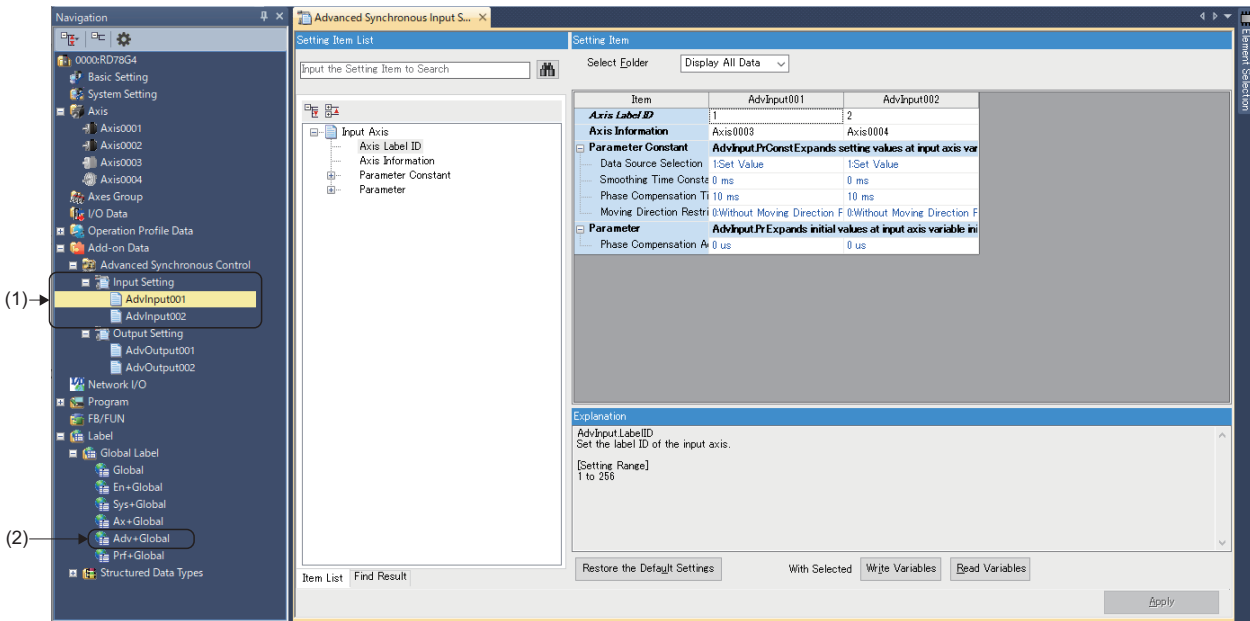 Navigation
0000:RD78G4
Basic Setting
System Setting
Axis
Axis0001
Axis0002
Axis0003
Axis0004
Axes Group
I/O Data
Operation Profile Data
Add-on Data
Advanced Synchronous Control
(1)
Input Setting
AdvInput001
AdvInput002
Output Setting
AdvOutput001
AdvOutput002
Network I/O
Program
FB/FUN
Label
Global Label
Global
En+Global
Sys+Global
Ax+Global
(2)
Adv+Global
Prf+Global
Structured Data Types
Advanced Synchronous Input S...
Setting Item List
Input the Setting Item to Search
Input Axis
Axis Label ID
Axis Information
Parameter Constant
Parameter
Item List Find Result
Setting Item
Select Folder Display All Data
Item AdvInput001 AdvInput002
Axis Label ID 1 2
Axis Information Axis0003 Axis0004
Parameter Constant AdvInput.PrConst Expands setting values at input axis var
Data Source Selection 1:Set Value 1:Set Value
Smoothing Time Consta 0 ms 0 ms
Phase Compensation Ti 10 ms 10 ms
Moving Direction Restri 0:Without Moving Direction F 0:Without Moving Direction F
Parameter AdvInput.Pr Expands initial values at input axis variable ini
Phase Compensation A 0 us 0 us
Explanation
AdvInput.LabelID
Set the label ID of the input axis.
[Setting Range]
1 to 256
Restore the Default Settings With Selected Write Variables Read Variables
Apply
Element Selection